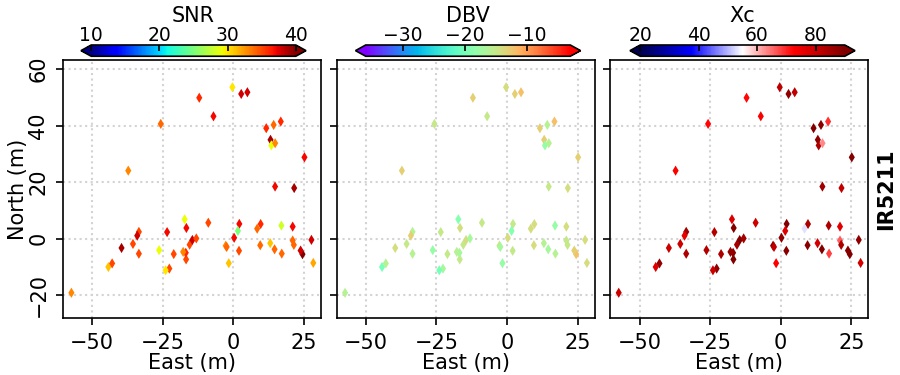 SNR
10 20 30 40
DBV
−30 −20 −10
Xc
20 40 60 80
North (m)
60
40
20
0
−20
−50 −25 0 25
East (m)
−50 −25 0 25
East (m)
−50 −25 0 25
East (m)
IR5211